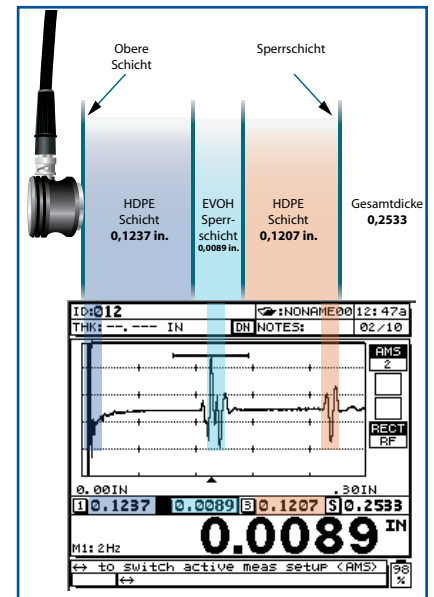 Obere
Schicht
Sperrschicht
HDPE
Schicht
0,1237 in.
EVOH
Sperr-
schicht
0,0089 in.
HDPE
Schicht
0,1207 in.
Gesamtdicke
0,2533
ID:012 :NONAME00 12:47a
THK: --.--- IN DN NOTES: 02/10
AMS
2
RECT
RF
0.00IN .30IN
1 0.1237 0.0089 3 0.1207 S 0.2533
0.0089 IN
M1: 2Hz
↔ to switch active meas setup (AMS) 98
↔ %